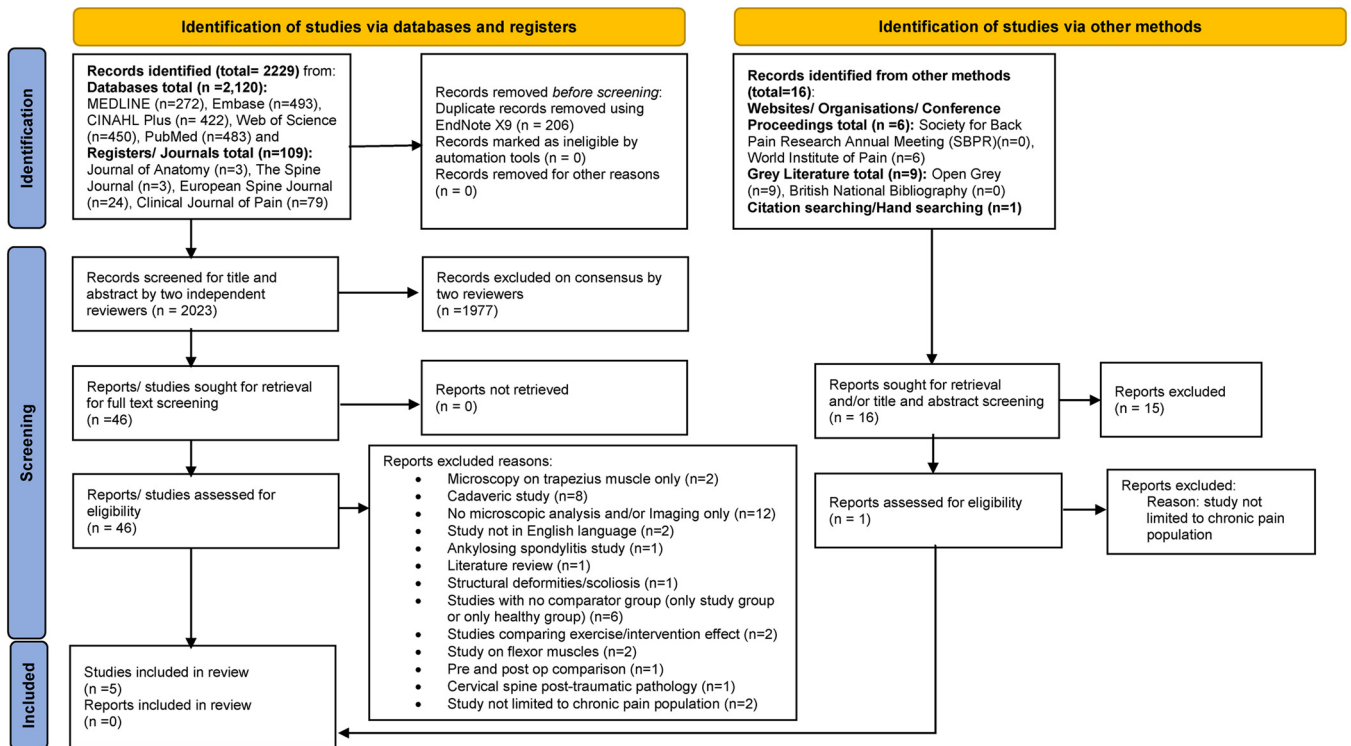 Identification of studies via databases and registers
Identification of studies via other methods
Identification
Records identified (total= 2229) from:
Databases total (n =2,120):
MEDLINE (n=272), Embase (n=493),
CINAHL Plus (n= 422), Web of Science
(n=450), PubMed (n=483) and
Registers/ Journals total (n=109):
Journal of Anatomy (n=3), The Spine
Journal (n=3), European Spine Journal
(n=24), Clinical Journal of Pain (n=79)
Records removed before screening:
Duplicate records removed using
EndNote X9 (n = 206)
Records marked as ineligible by
automation tools (n = 0)
Records removed for other reasons
(n = 0)
Records identified from other methods
(total=16):
Websites/ Organisations/ Conference
Proceedings total (n =6): Society for Back
Pain Research Annual Meeting (SBPR)(n=0),
World Institute of Pain (n=6)
Grey Literature total (n=9): Open Grey
(n=9), British National Bibliography (n=0)
Citation searching/Hand searching (n=1)
Screening
Records screened for title and
abstract by two independent
reviewers (n = 2023)
Records excluded on consensus by
two reviewers
(n =1977)
Reports/ studies sought for retrieval
for full text screening
(n =46)
Reports not retrieved
(n = 0)
Reports sought for retrieval
and/or title and abstract screening
(n = 16)
Reports excluded
(n = 15)
Reports/ studies assessed for
eligibility
(n = 46)
Reports excluded reasons:
• Microscopy on trapezius muscle only (n=2)
• Cadaveric study (n=8)
• No microscopic analysis and/or Imaging only (n=12)
• Study not in English language (n=2)
• Ankylosing spondylitis study (n=1)
• Literature review (n=1)
• Structural deformities/scoliosis (n=1)
• Studies with no comparator group (only study group
or only healthy group) (n=6)
• Studies comparing exercise/intervention effect (n=2)
• Study on flexor muscles (n=2)
• Pre and post op comparison (n=1)
• Cervical spine post-traumatic pathology (n=1)
• Study not limited to chronic pain population (n=2)
Reports assessed for eligibility
(n = 1)
Reports excluded:
Reason: study not
limited to chronic pain
population
Included
Studies included in review
(n =5)
Reports included in review
(n =0)